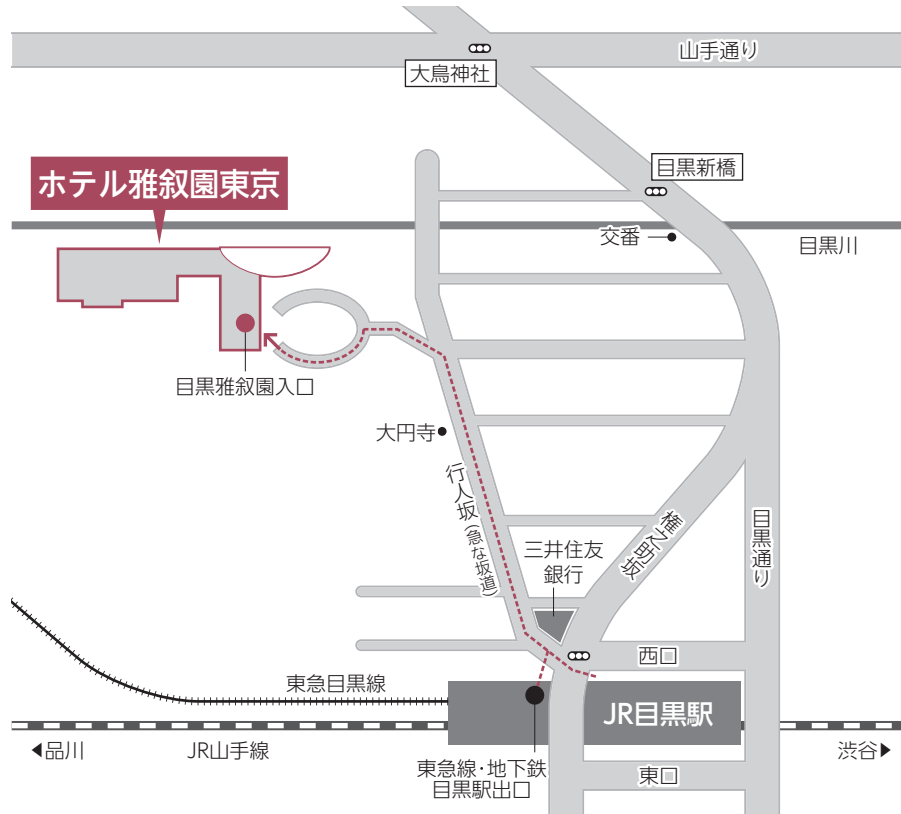 山手通り
大鳥神社
目黒新橋
ホテル雅叙園東京
交番
目黒川
目黒雅叙園入口
大円寺
行人坂(急な坂道)
権之助坂
目黒通り
三井住友
銀行
西口
東急目黒線
JR目黒駅
◀品川
JR山手線
渋谷▶
東急線・地下鉄
目黒駅出口
東口